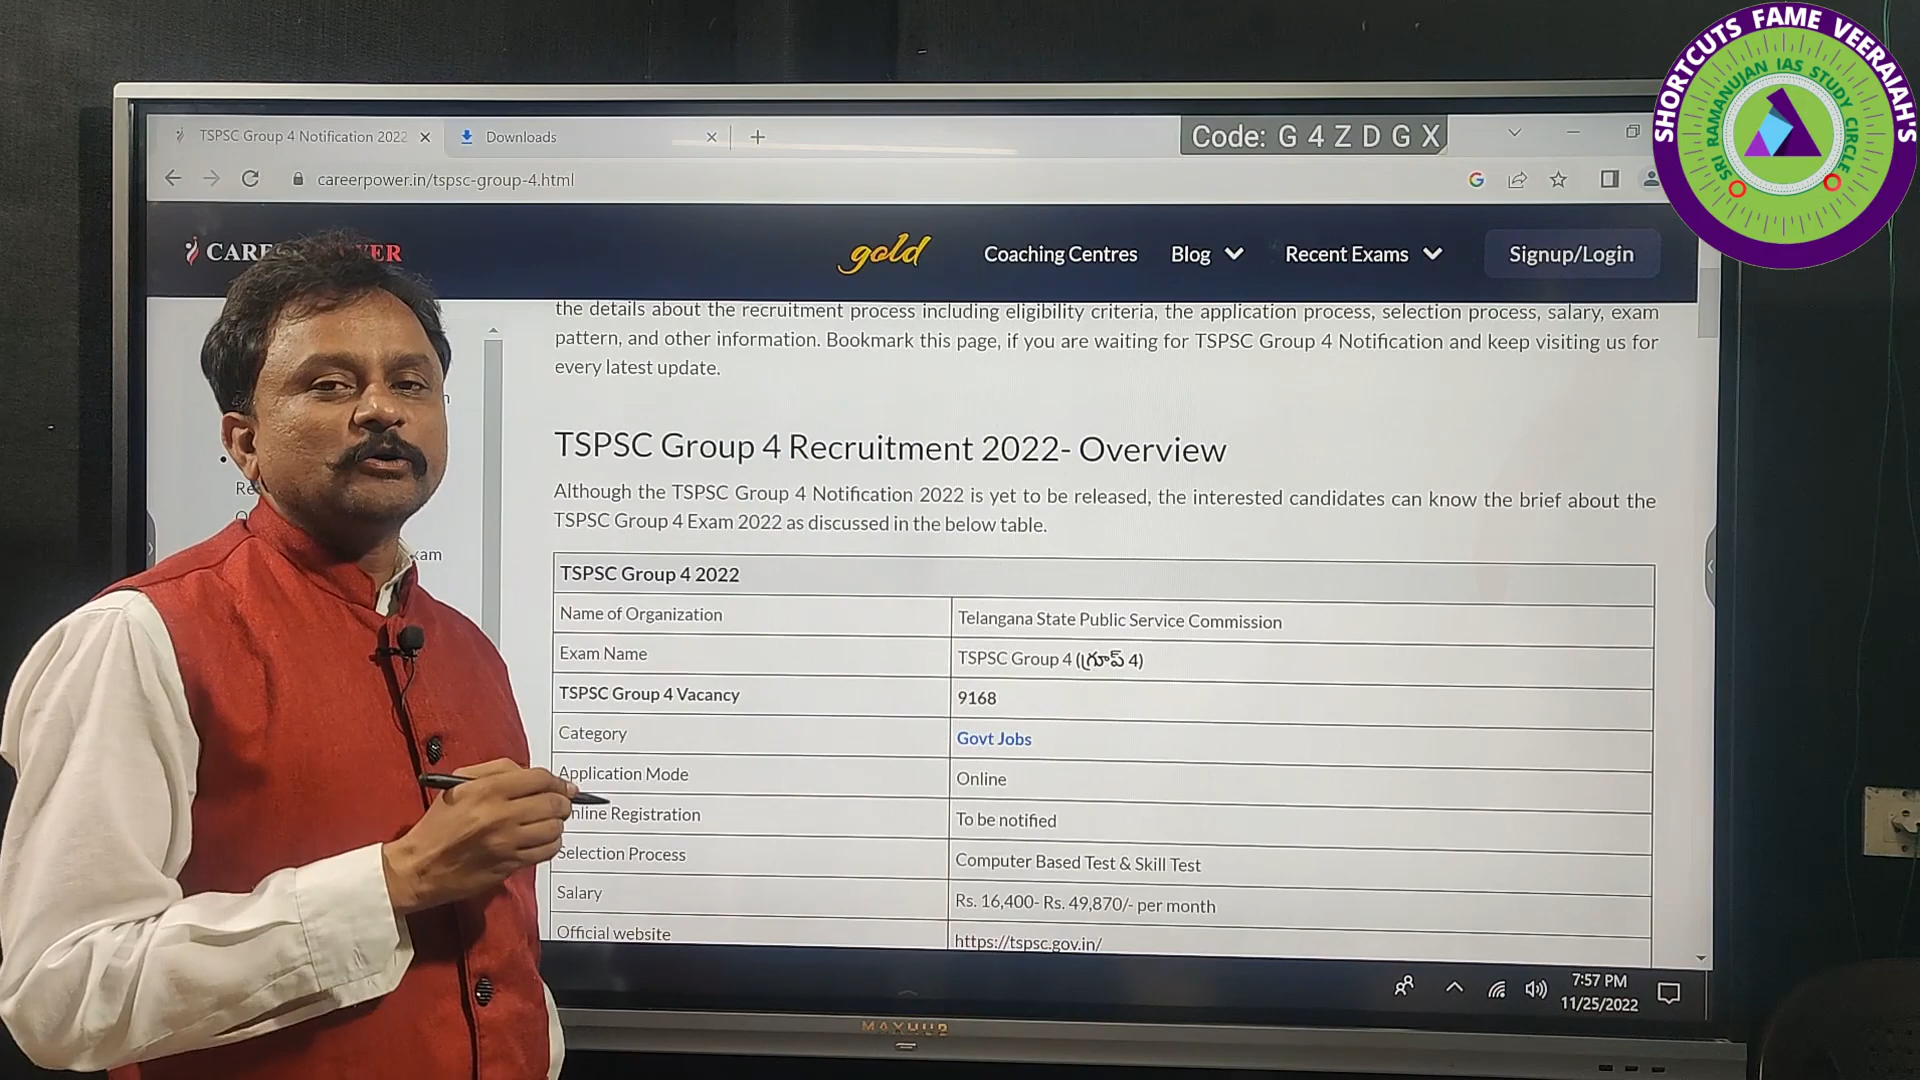 SHORTCUTS FAME VEERAIAH'S
SRI RAMANUJAN IAS STUDY CIRCLE
TSPSC Group 4 Notification 2022
Downloads
Code: G 4 Z D G X
careerpower.in/tspsc-group-4.html
gold
Coaching Centres
Blog
Recent Exams
Signup/Login
the details about the recruitment process including eligibility criteria, the application process, selection process, salary, exam
pattern, and other information. Bookmark this page, if you are waiting for TSPSC Group 4 Notification and keep visiting us for
every latest update.
TSPSC Group 4 Recruitment 2022- Overview
Although the TSPSC Group 4 Notification 2022 is yet to be released, the interested candidates can know the brief about the
TSPSC Group 4 Exam 2022 as discussed in the below table.
TSPSC Group 4 2022
Name of Organization
Telangana State Public Service Commission
Exam Name
TSPSC Group 4 (గ్రూప్ 4)
TSPSC Group 4 Vacancy
9168
Category
Govt Jobs
Application Mode
Online
nline Registration
To be notified
Selection Process
Computer Based Test & Skill Test
Salary
Rs. 16,400- Rs. 49,870/- per month
Official website
https://tspsc.gov.in/
7:57 PM
11/25/2022
MAXHUB